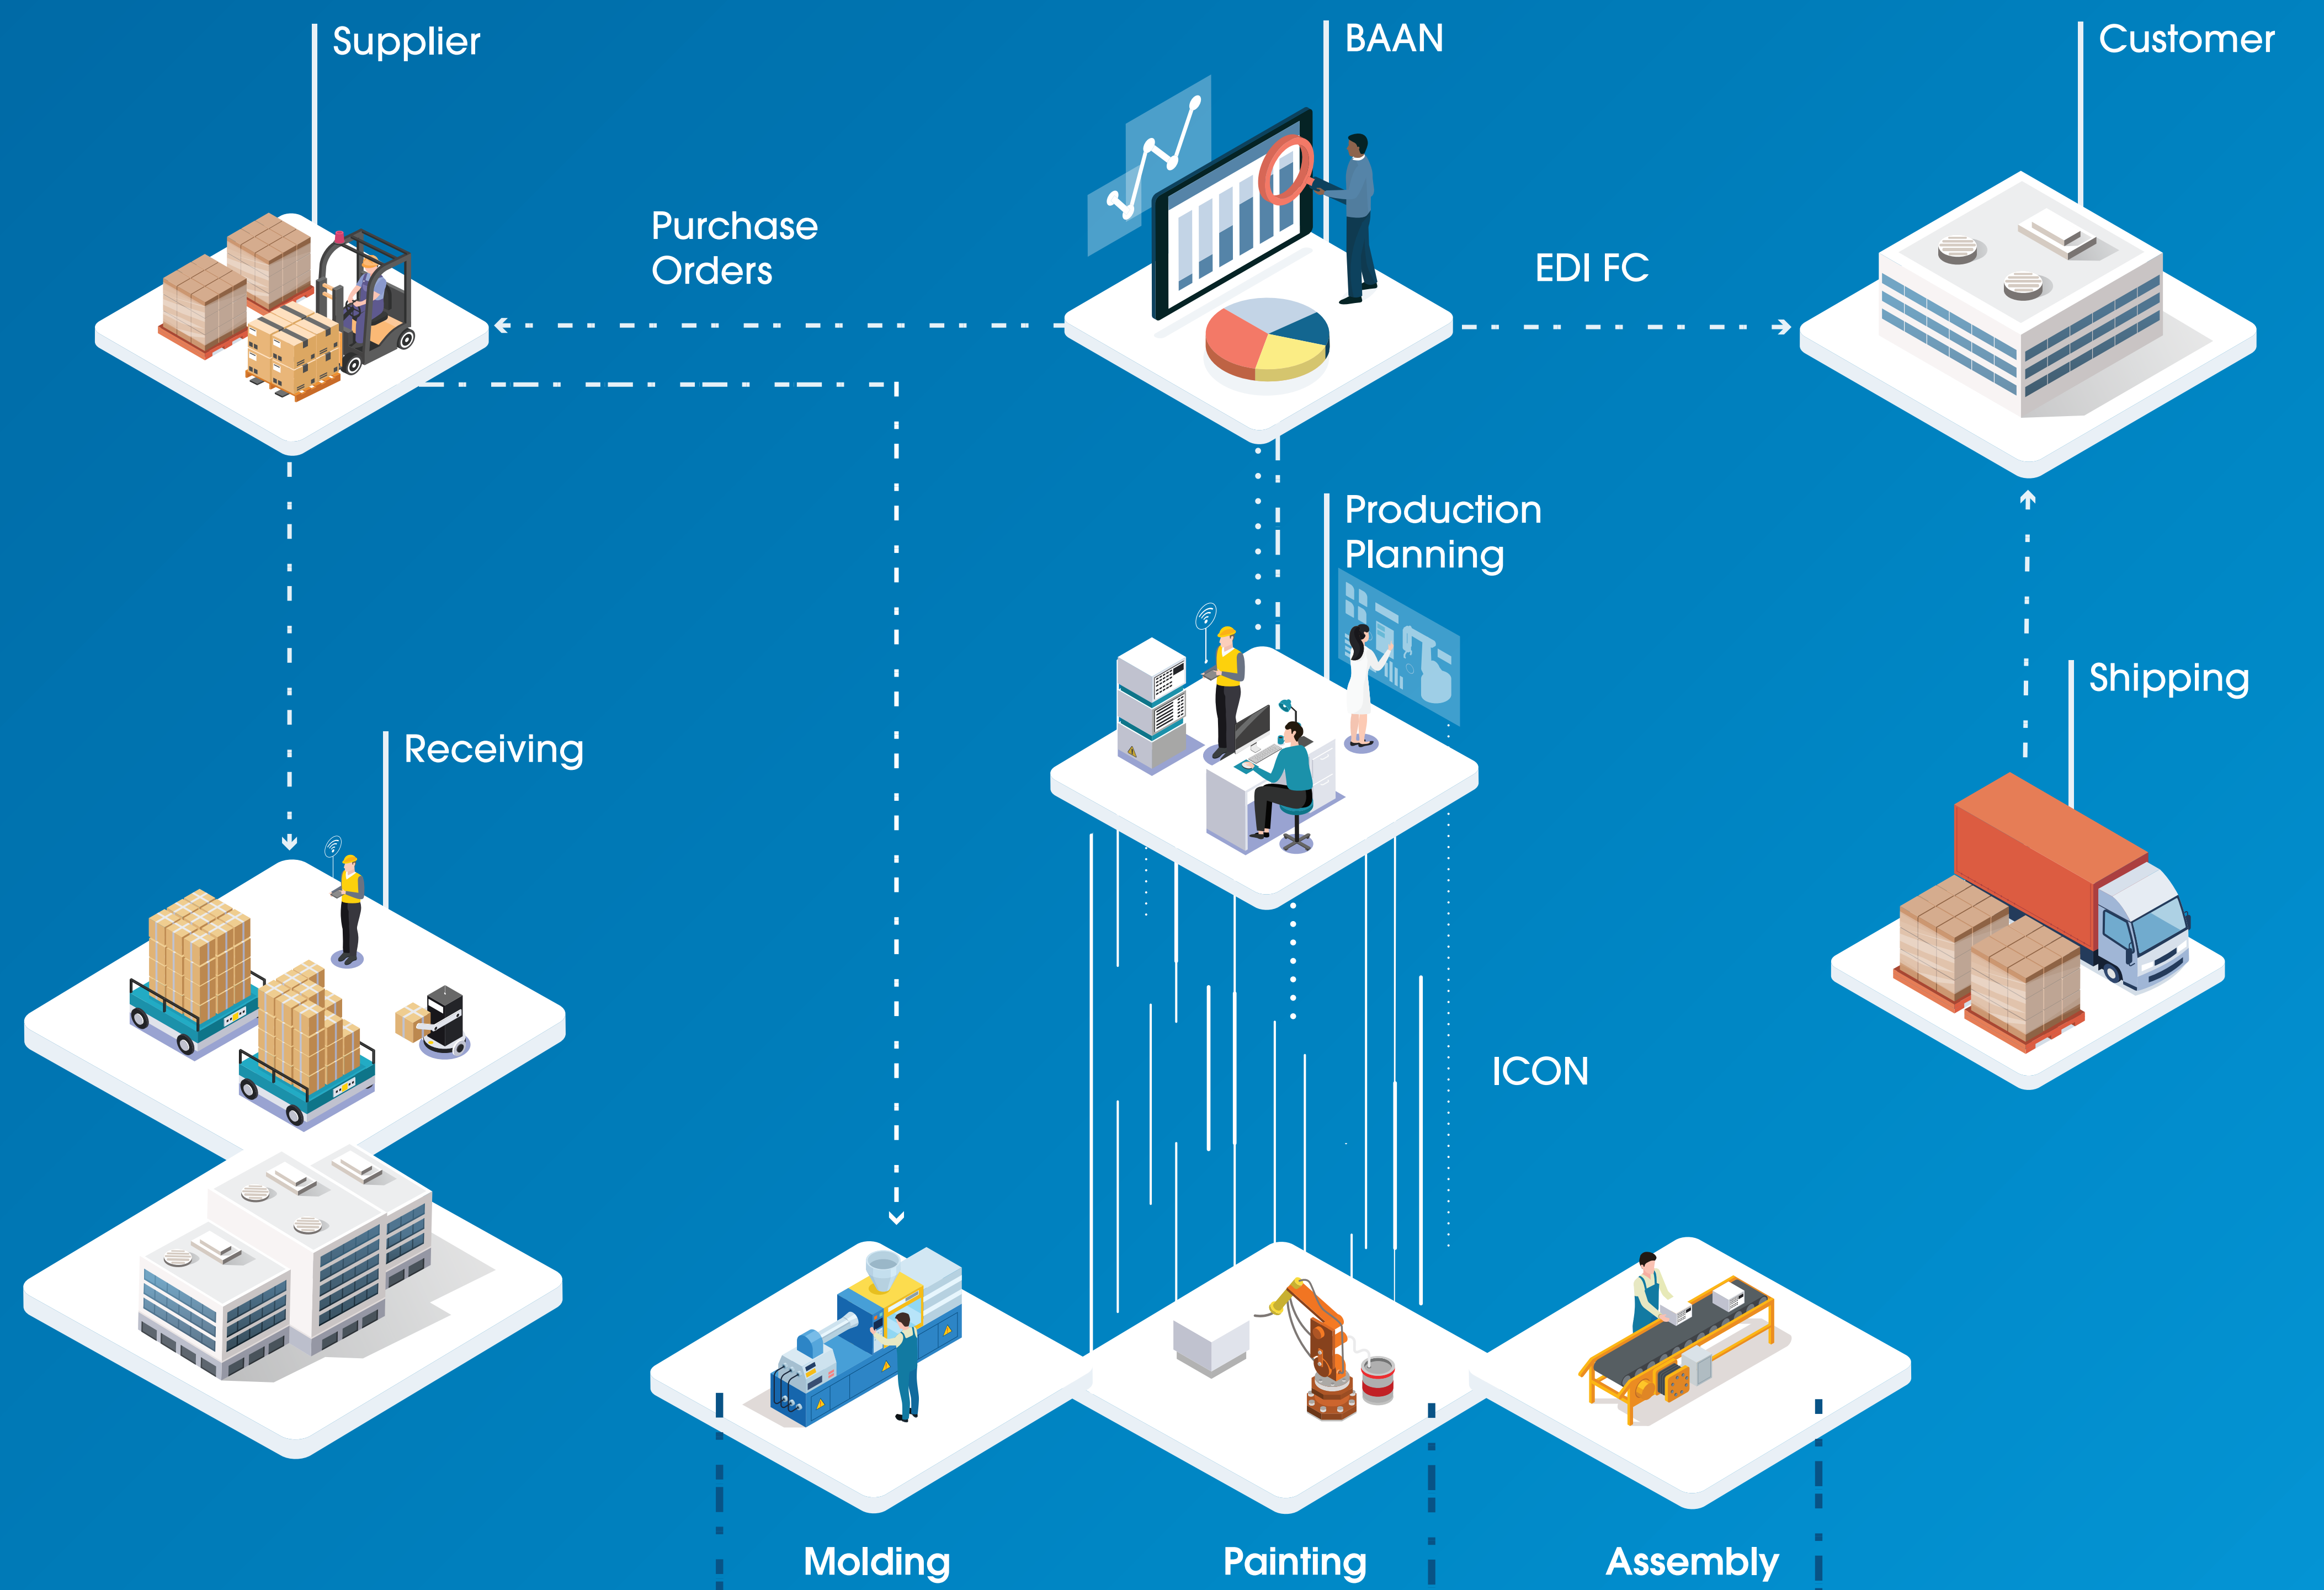 Supplier
BAAN
Customer
Purchase
Orders
EDI FC
Production
Planning
Shipping
Receiving
ICON
Molding
Painting
Assembly